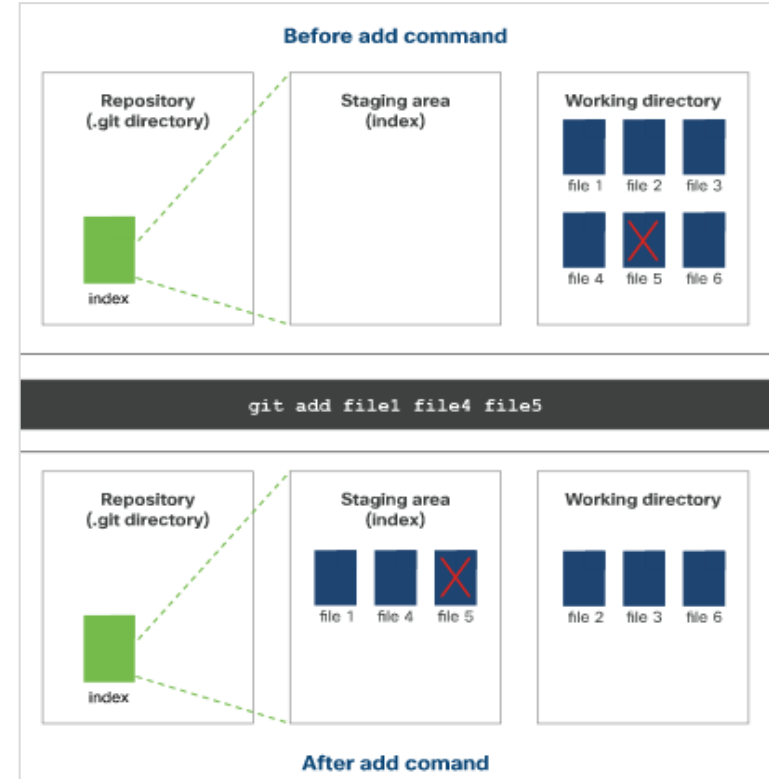 Before add command
Repository
(.git directory)
Staging area
(index)
Working directory
file 1 file 2 file 3
file 4 file 5 file 6
index
git add file1 file4 file5
Repository
(.git directory)
Staging area
(index)
Working directory
file 1 file 4 file 5
file 2 file 3 file 6
index
After add comand